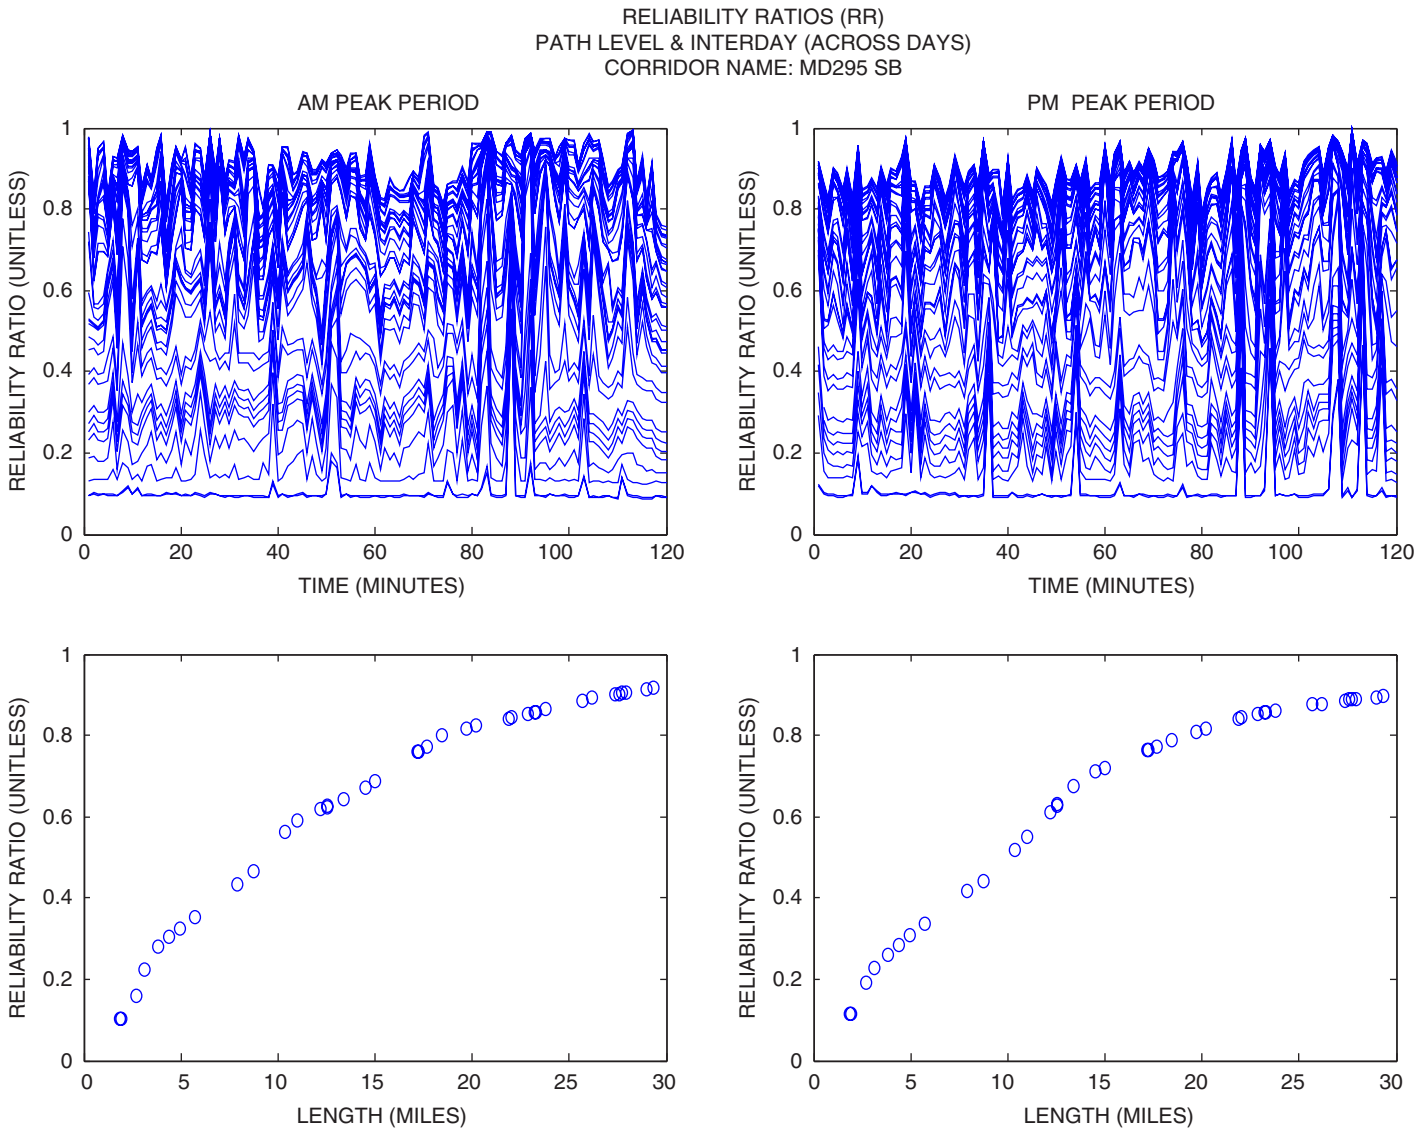 RELIABILITY RATIOS (RR)
PATH LEVEL & INTERDAY (ACROSS DAYS)
CORRIDOR NAME: MD295 SB
AM PEAK PERIOD
RELIABILITY RATIO (UNITLESS)
1
0.8
0.6
0.4
0.2
0
0 20 40 60 80 100 120
TIME (MINUTES)
PM PEAK PERIOD
RELIABILITY RATIO (UNITLESS)
1
0.8
0.6
0.4
0.2
0
0 20 40 60 80 100 120
TIME (MINUTES)
RELIABILITY RATIO (UNITLESS)
1
0.8
0.6
0.4
0.2
0
0 5 10 15 20 25 30
LENGTH (MILES)
RELIABILITY RATIO (UNITLESS)
1
0.8
0.6
0.4
0.2
0
0 5 10 15 20 25 30
LENGTH (MILES)